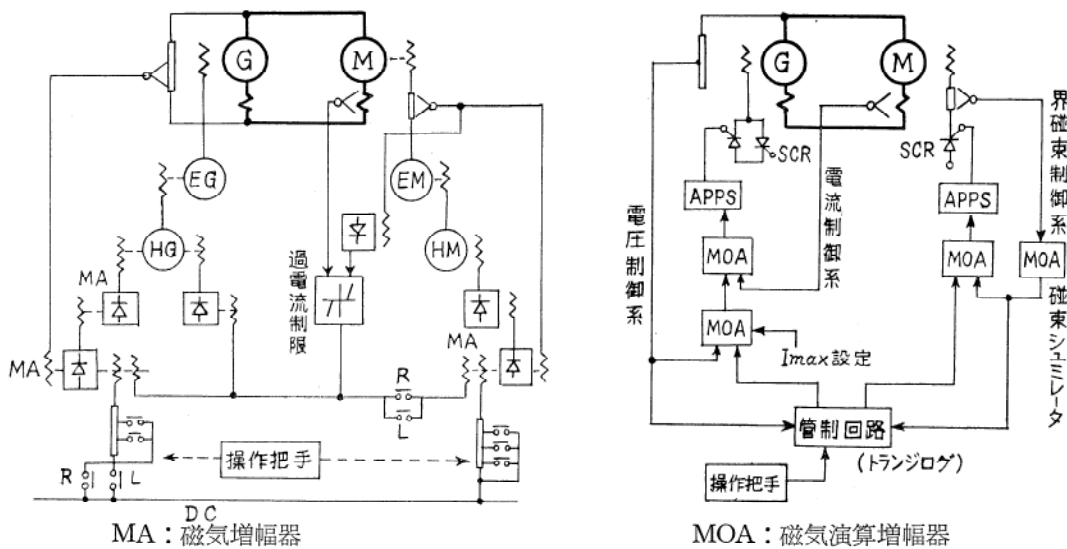 G
M
EG
EM
HG
HM
MA
MA
MA
過電流制限
R
L
操作把手
R
L
DC
MA：磁気増幅器
G
M
SCR
SCR
APPS
APPS
MOA
MOA
MOA
MOA
電圧制御系
電流制御系
界磁束制御系
磁束シュミレータ
Imax設定
管制回路
(トランジログ)
操作把手
MOA：磁気演算増幅器